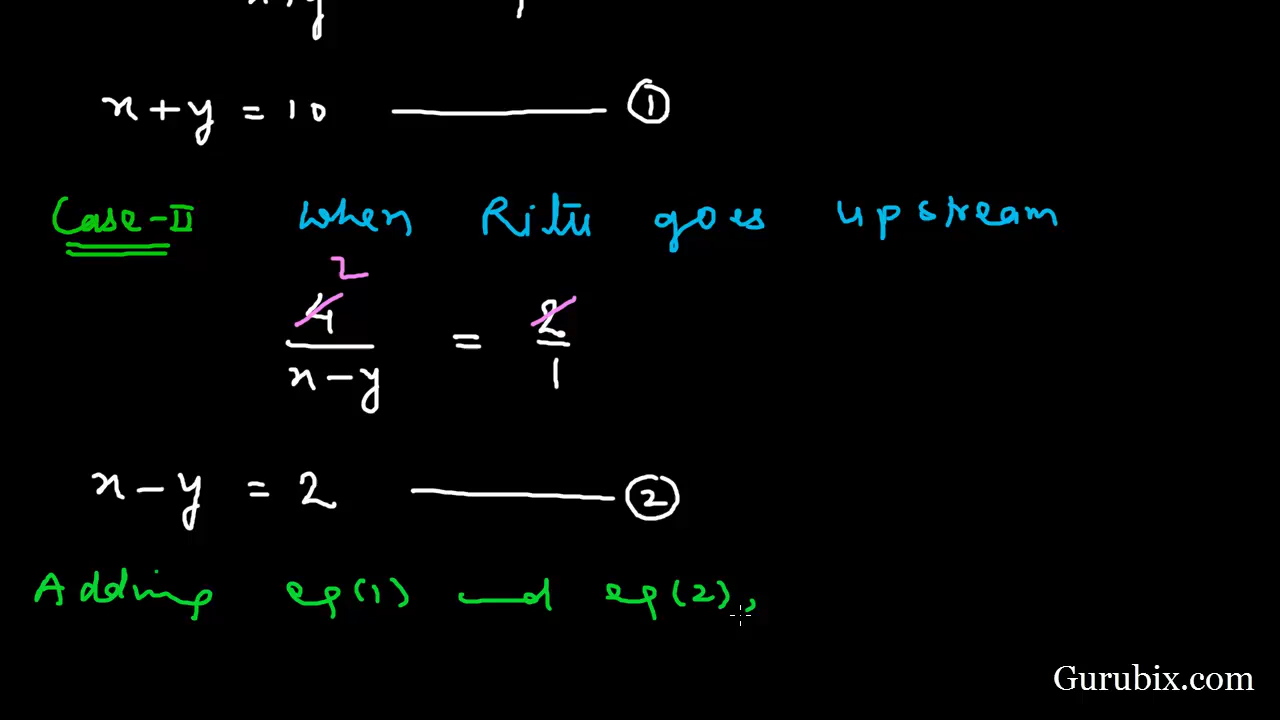 x + y = 10 ——— ①
Case-II when Ritu goes upstream
2
4/(x - y) = 2/1
x - y = 2 ——— ②
Adding eq(1) and eq(2),
Gurubix.com